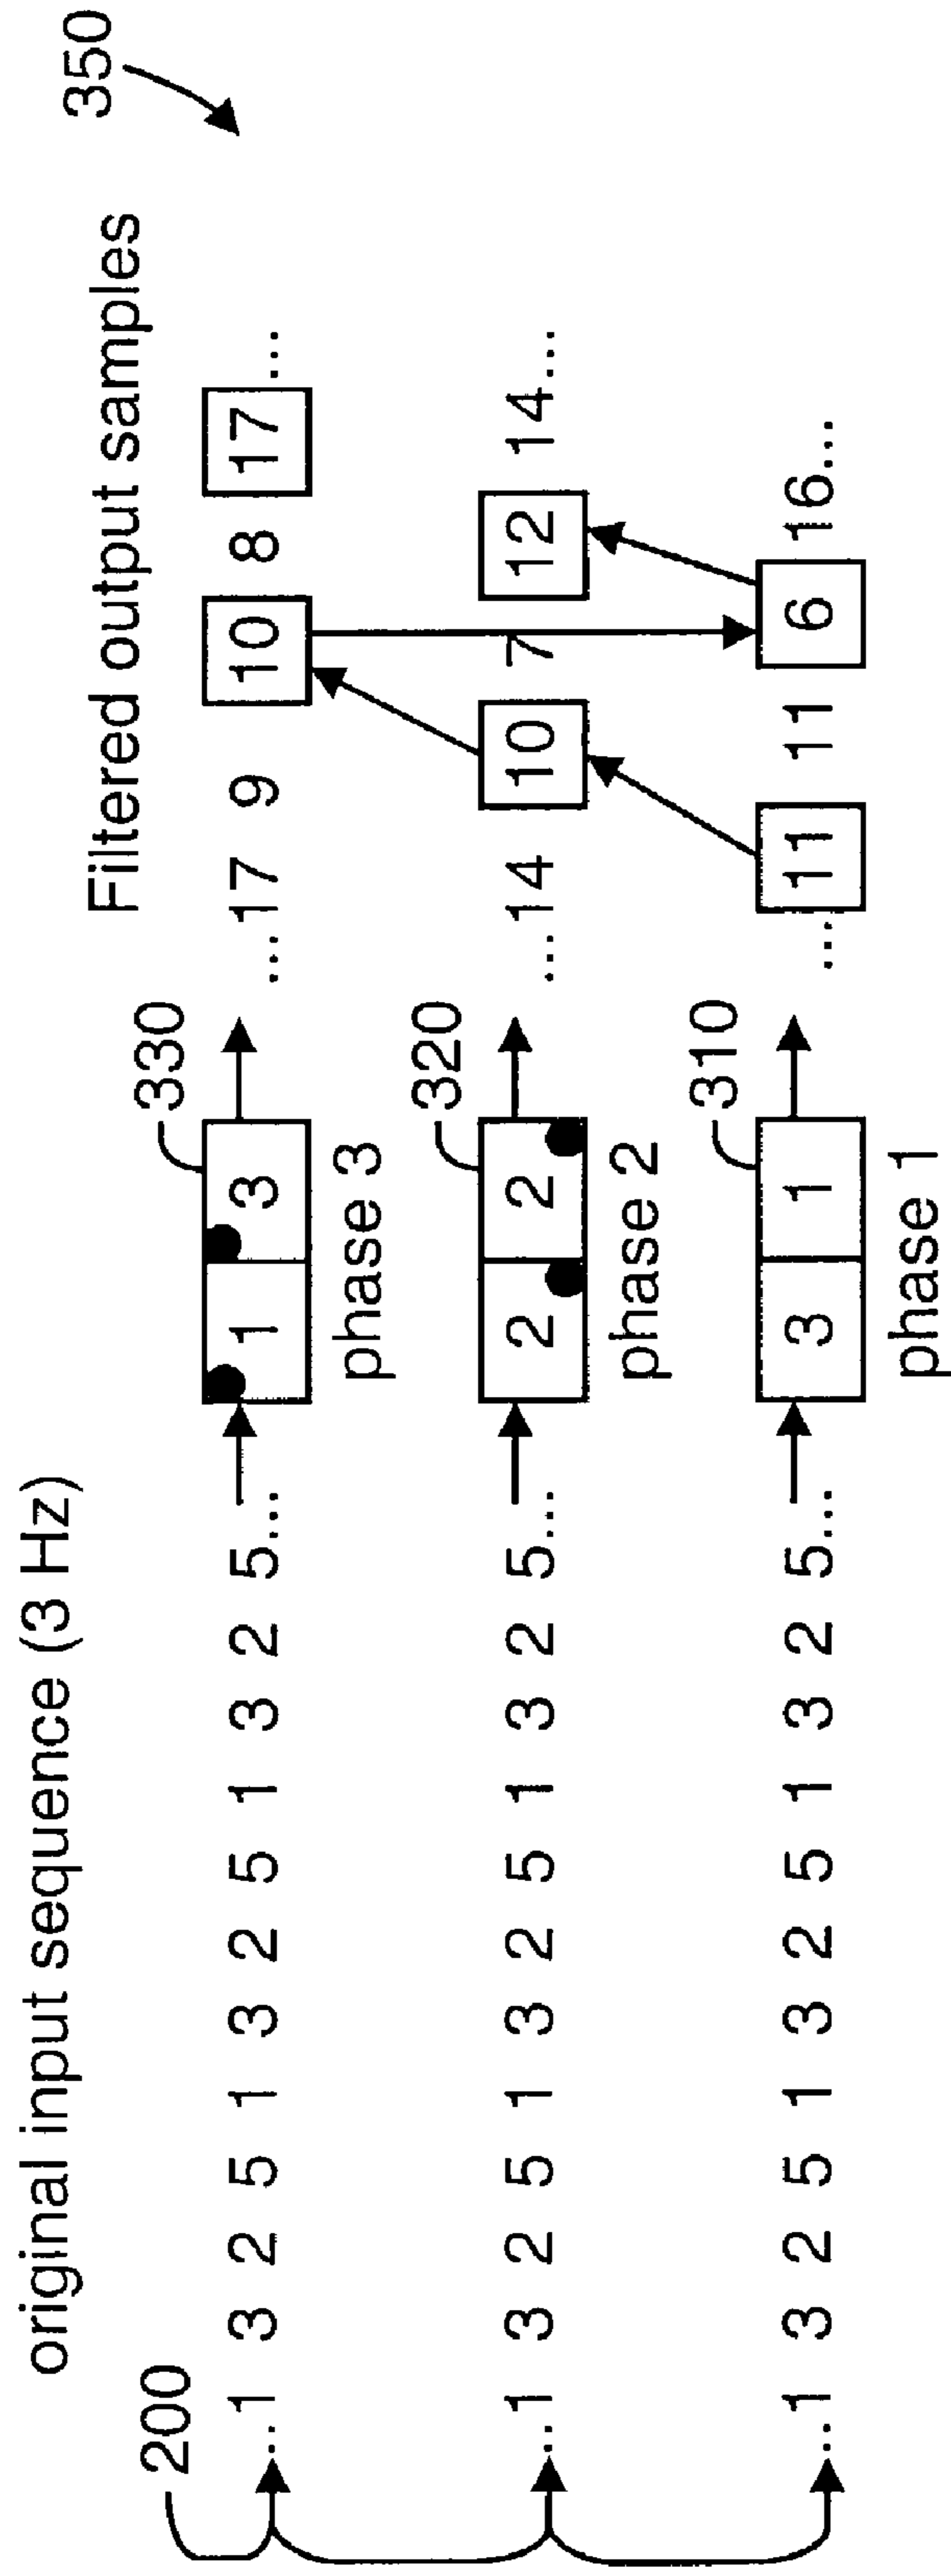 original input sequence (3 Hz)
Filtered output samples
350
200
...1 3 2 5 1 3 2 5 1 3 2 5...
1 3
330
phase 3
...17 9 10 8 17 ...
...1 3 2 5 1 3 2 5 1 3 2 5...
2 2
320
phase 2
...14 10 7 12 14...
...1 3 2 5 1 3 2 5 1 3 2 5...
3 1
310
phase 1
... 11 11 6 16...